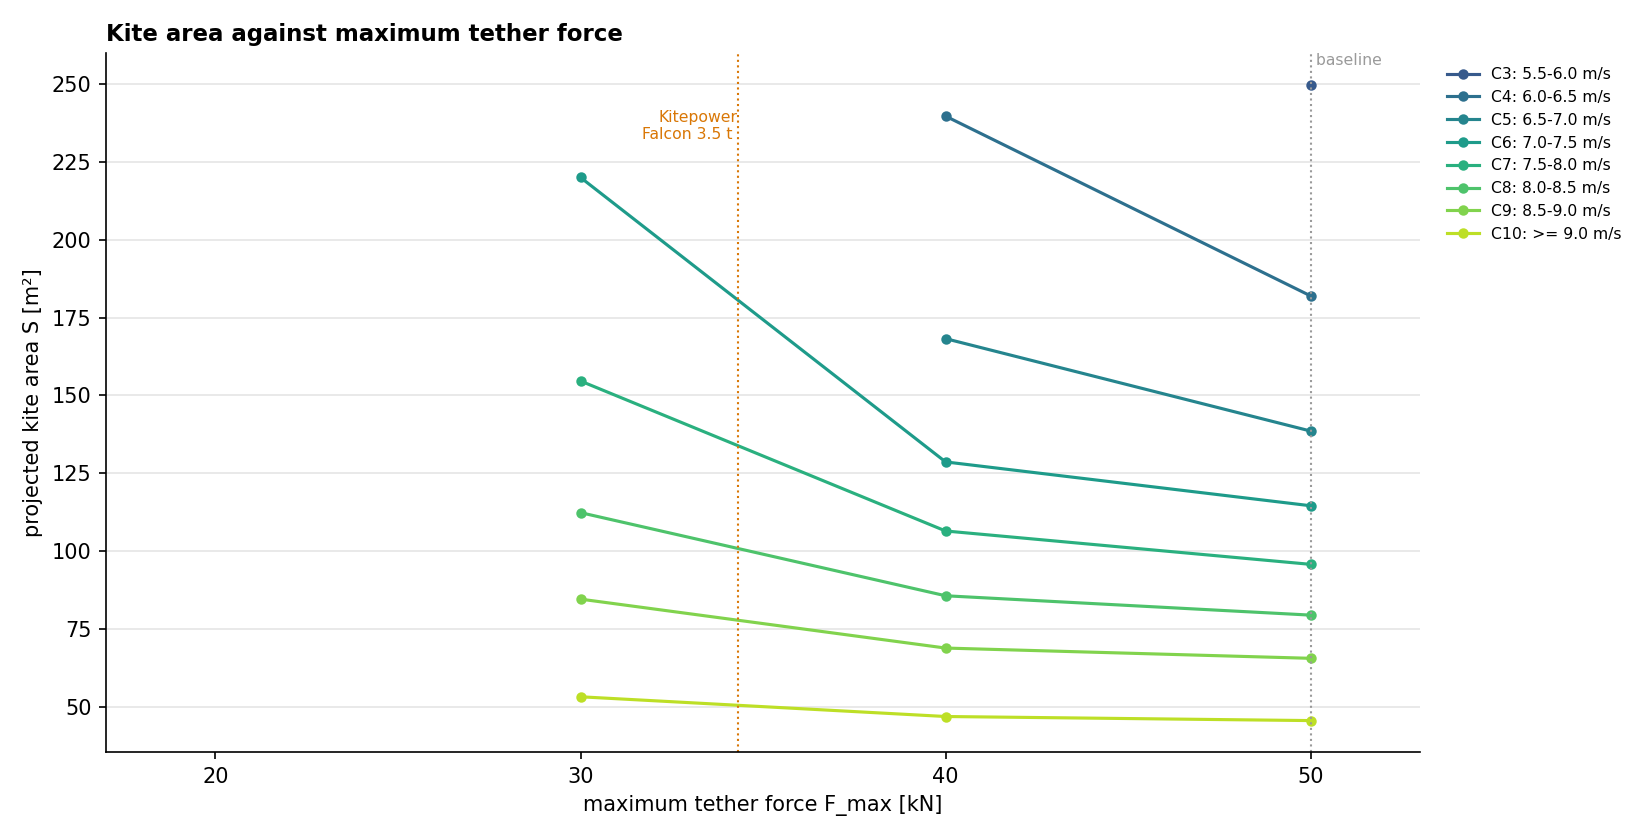 Kite area against maximum tether force
baseline
Kitepower
Falcon 3.5 t
C3: 5.5-6.0 m/s
C4: 6.0-6.5 m/s
C5: 6.5-7.0 m/s
C6: 7.0-7.5 m/s
C7: 7.5-8.0 m/s
C8: 8.0-8.5 m/s
C9: 8.5-9.0 m/s
C10: >= 9.0 m/s
projected kite area S [m²]
250
225
200
175
150
125
100
75
50
20 30 40 50
maximum tether force F_max [kN]